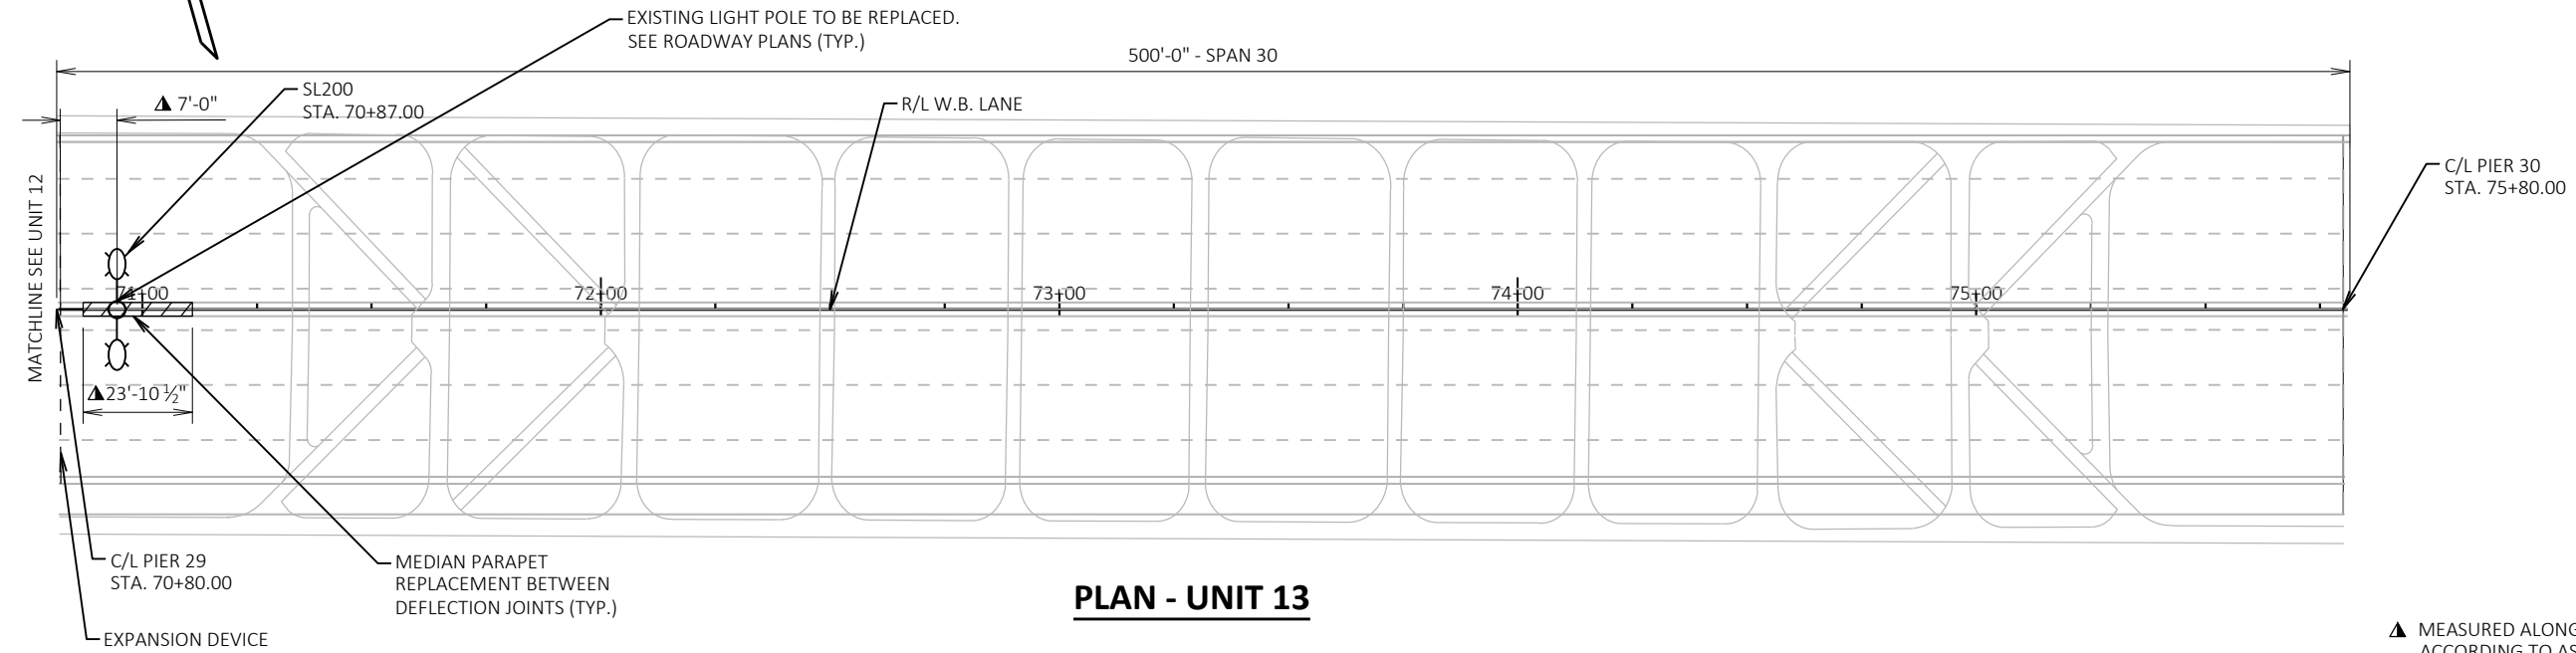 EXISTING LIGHT POLE TO BE REPLACED.
SEE ROADWAY PLANS (TYP.)
500'-0" - SPAN 30
SL200
STA. 70+87.00
7'-0"
R/L W.B. LANE
C/L PIER 30
STA. 75+80.00
MATCHLINE SEE UNIT 12
71+00
72+00
73+00
74+00
75+00
23'-10 ½"
C/L PIER 29
STA. 70+80.00
MEDIAN PARAPET
REPLACEMENT BETWEEN
DEFLECTION JOINTS (TYP.)
EXPANSION DEVICE
PLAN - UNIT 13
MEASURED ALONG
ACCORDING TO AS